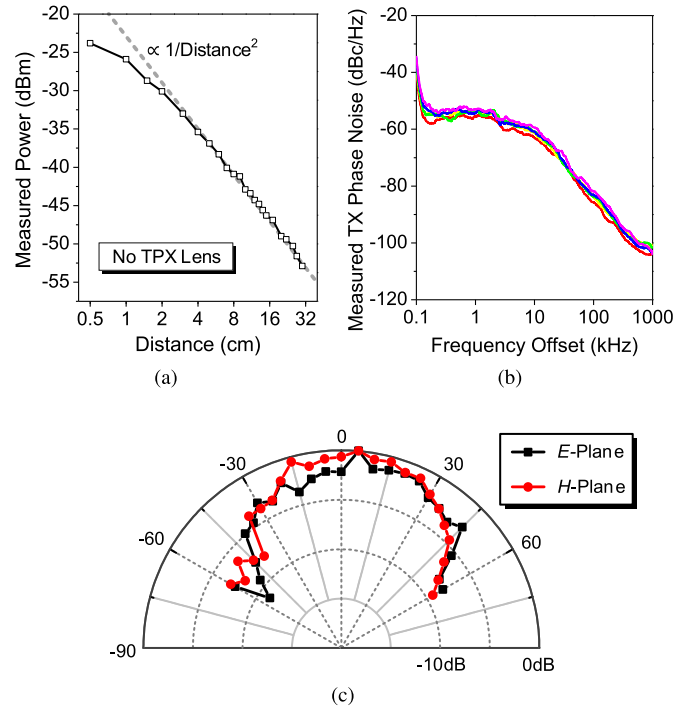 Measured Power (dBm)
-20
-25
-30
-35
-40
-45
-50
-55
∝ 1/Distance²
No TPX Lens
0.5 1 2 4 8 16 32
Distance (cm)
(a)
Measured TX Phase Noise (dBc/Hz)
-20
-40
-60
-80
-100
-120
0.1 1 10 100 1000
Frequency Offset (kHz)
(b)
0
-30 30
-60 60
-90
-10dB 0dB
E-Plane
H-Plane
(c)